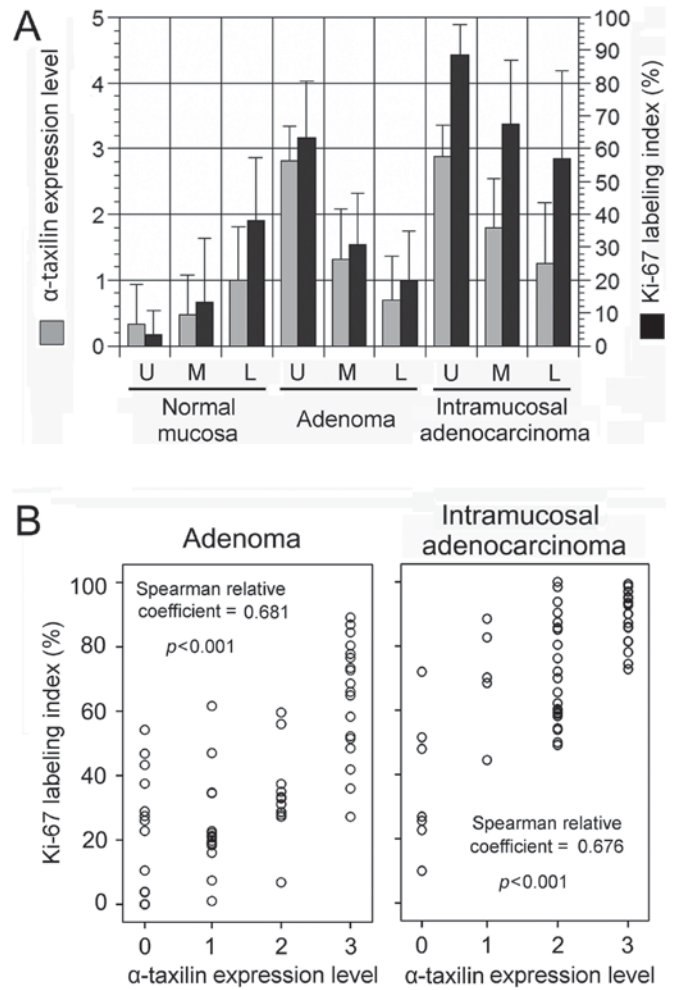 A
α-taxilin expression level
5
4
3
2
1
0
100
90
80
70
60
50
40
30
20
10
0
Ki-67 labeling index (%)
U M L U M L U M L
Normal
mucosa
Adenoma
Intramucosal
adenocarcinoma
B
Adenoma
Ki-67 labeling index (%)
100
80
60
40
20
0
Spearman relative
coefficient = 0.681
p<0.001
0 1 2 3
α-taxilin expression level
Intramucosal
adenocarcinoma
Spearman relative
coefficient = 0.676
p<0.001
0 1 2 3
α-taxilin expression level